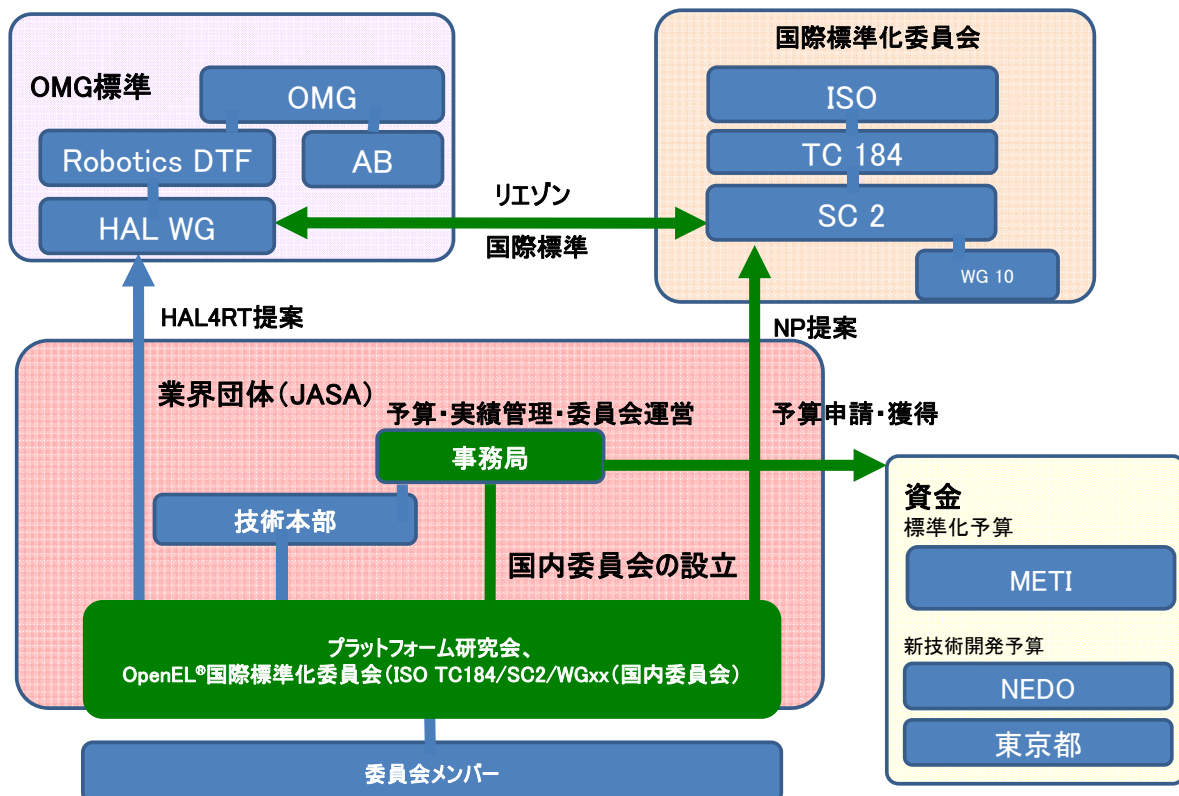 OMG標準
OMG
Robotics DTF
AB
HAL WG
国際標準化委員会
ISO
TC 184
SC 2
WG 10
リエゾン
国際標準
HAL4RT提案
NP提案
業界団体(JASA)
予算・実績管理・委員会運営
予算申請・獲得
事務局
技術本部
国内委員会の設立
プラットフォーム研究会、
OpenEL®国際標準化委員会(ISO TC184/SC2/WGxx(国内委員会)
委員会メンバー
資金
標準化予算
METI
新技術開発予算
NEDO
東京都